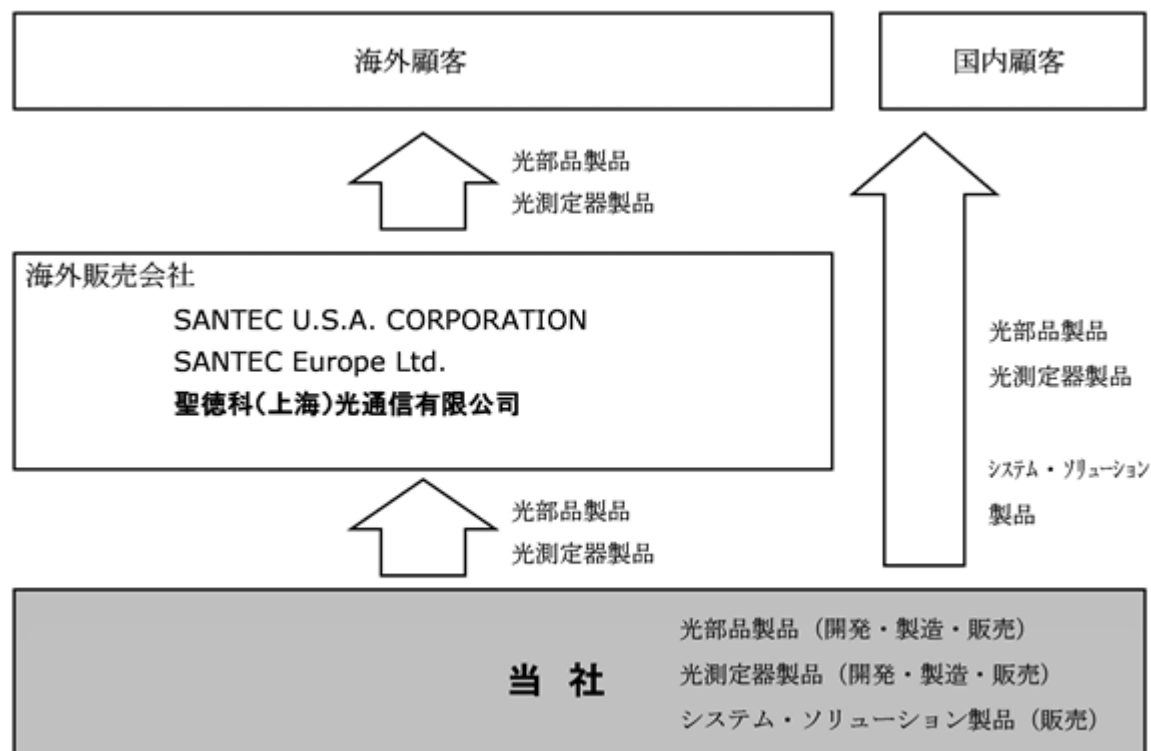 海外顧客
国内顧客
光部品製品
光測定器製品
海外販売会社
SANTEC U.S.A. CORPORATION
SANTEC Europe Ltd.
聖德科(上海)光通信有限公司
光部品製品
光測定器製品
システム・ソリューション
製品
光部品製品
光測定器製品
当 社
光部品製品(開発・製造・販売)
光測定器製品(開発・製造・販売)
システム・ソリューション製品(販売)